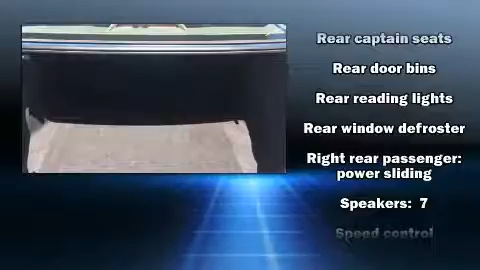 Rear captain seats
Rear door bins
Rear reading lights
Rear window defroster
Right rear passenger:
power sliding
Speakers: 7
Speed control